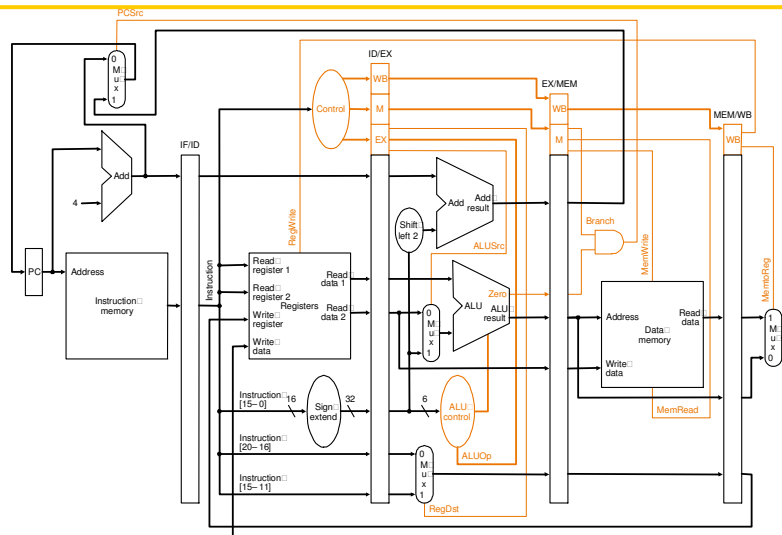 PCSrc
0
M
u
x
1
ID/EX
WB
M
EX
Control
EX/MEM
WB
M
MEM/WB
WB
IF/ID
Add
4
RegWrite
Shift
left 2
Add
Add
result
Branch
ALUSrc
MemWrite
MemtoReg
PC
Address
Instruction
memory
Instruction
Read
register 1
Read
register 2
Registers
Write
register
Write
data
Read
data 1
Read
data 2
0
M
u
x
1
Zero
ALU
ALU
result
Address
Read
data
Data
memory
Write
data
1
M
u
x
0
Instruction
[15–0]
16
Sign
extend
32
6
ALU
control
MemRead
Instruction
[20–16]
ALUOp
0
M
u
x
1
Instruction
[15–11]
RegDst